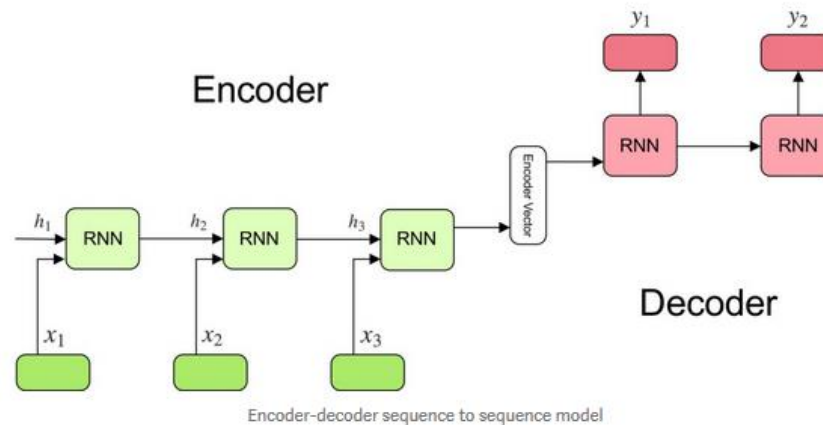 y₁ y₂
Encoder
RNN RNN
Encoder Vector
h₁ RNN h₂ RNN h₃ RNN
Decoder
x₁ x₂ x₃
Encoder-decoder sequence to sequence model